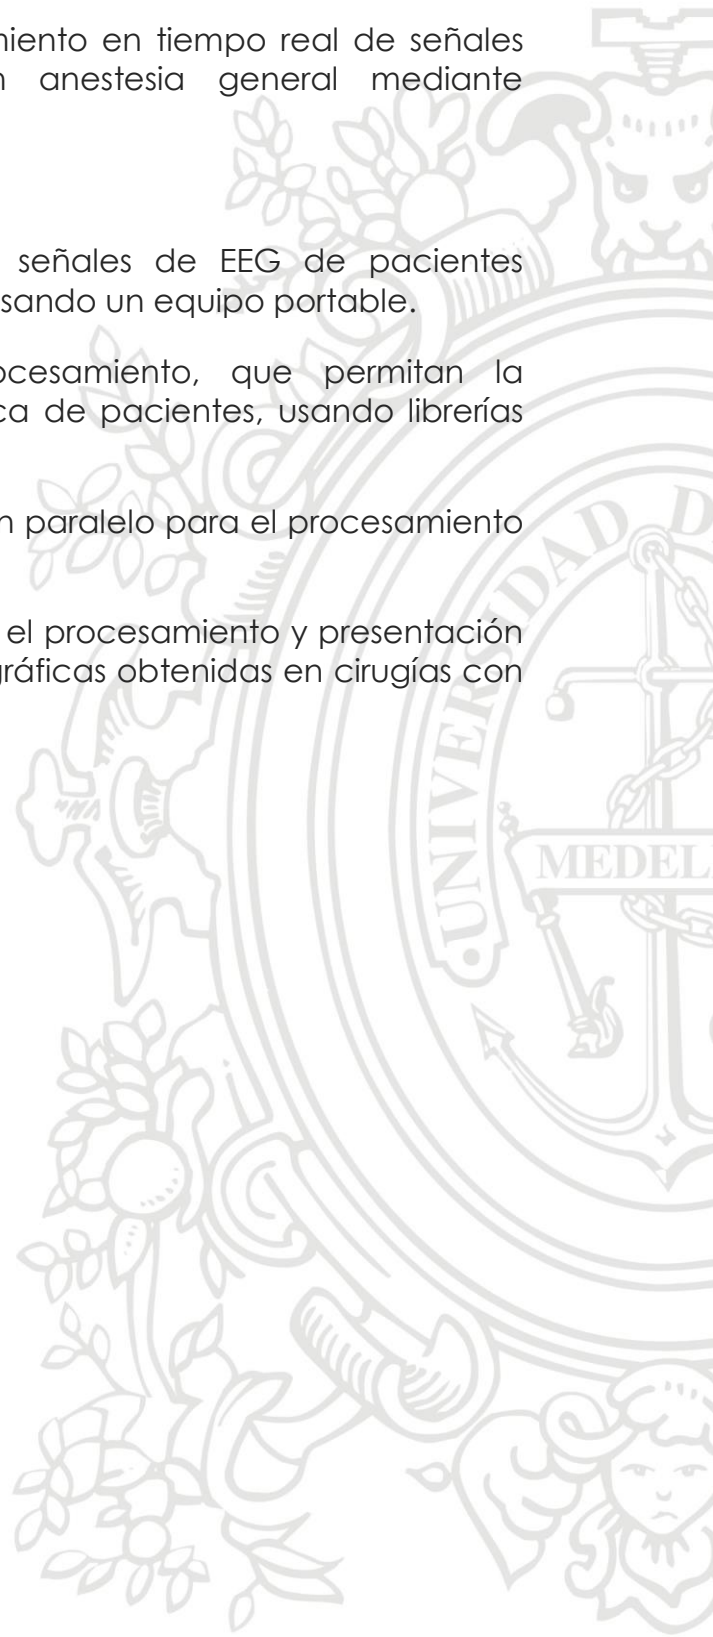 miento en tiempo real de señales
n anestesia general mediante
señales de EEG de pacientes
sando un equipo portable.
ocesamiento, que permitan la
ca de pacientes, usando librerías
n paralelo para el procesamiento
el procesamiento y presentación
gráficas obtenidas en cirugías con
UNIVERSIDAD D
MEDEL